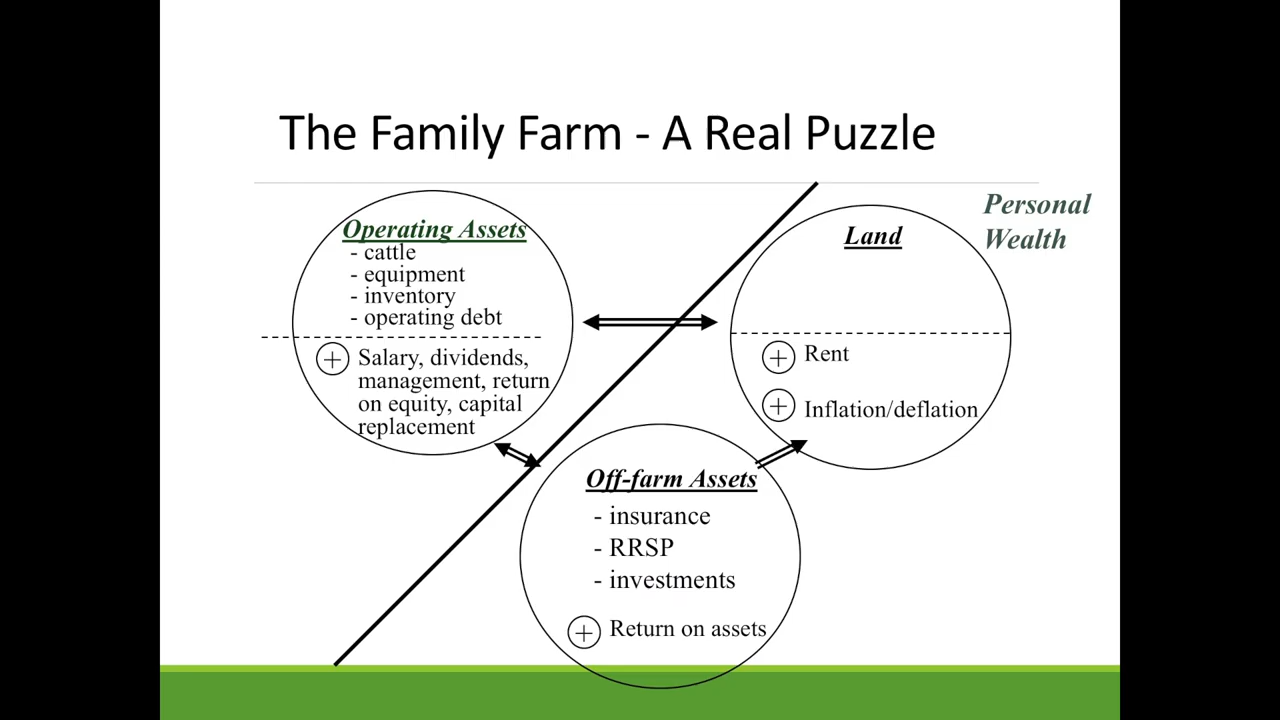 The Family Farm - A Real Puzzle
Personal
Wealth
Operating Assets
- cattle
- equipment
- inventory
- operating debt
+ Salary, dividends,
management, return
on equity, capital
replacement
Land
+ Rent
+ Inflation/deflation
Off-farm Assets
- insurance
- RRSP
- investments
+ Return on assets